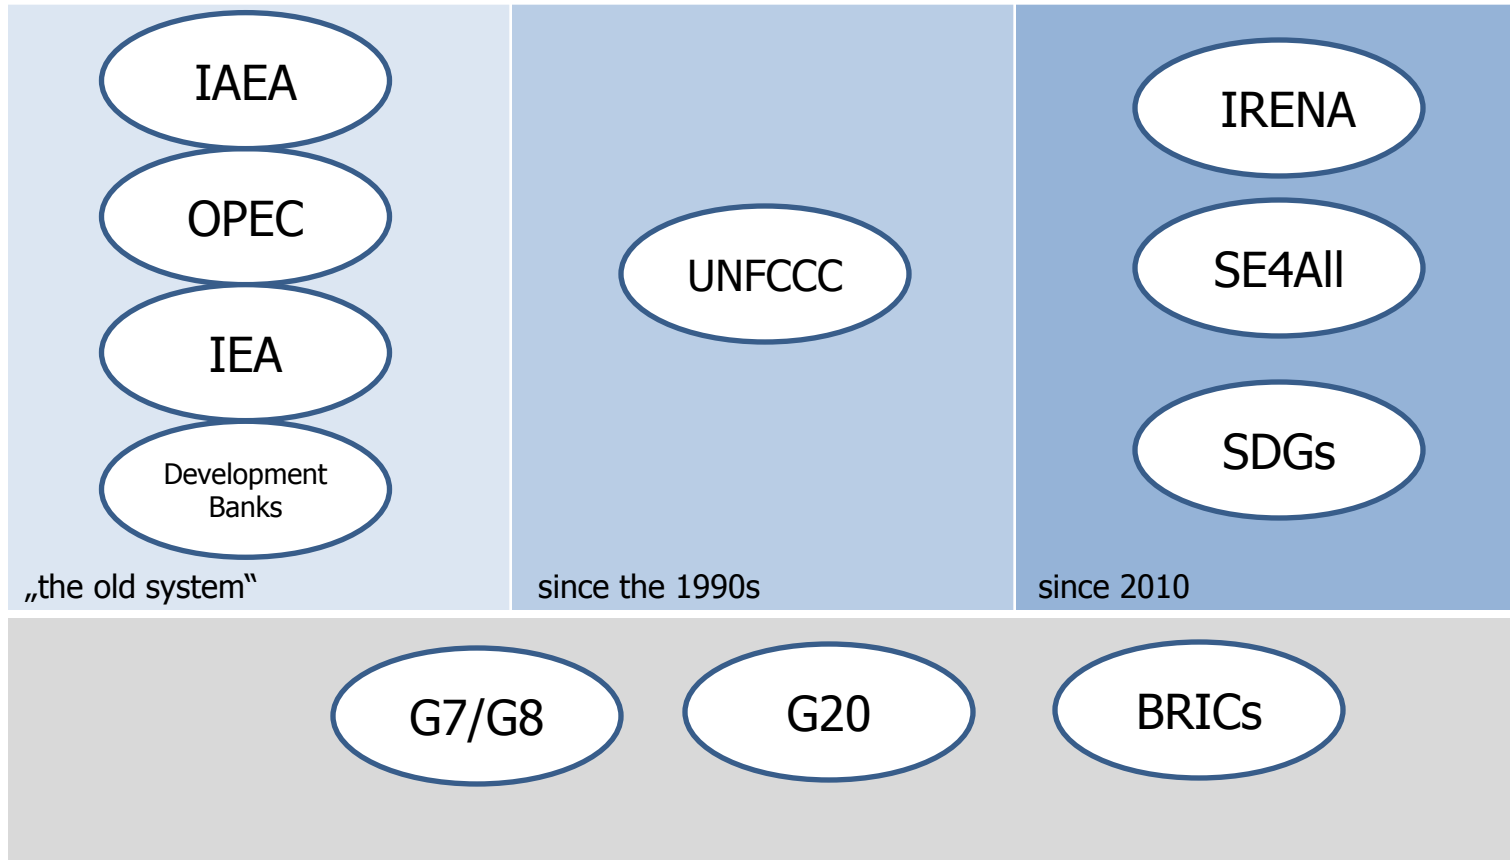 IAEA
OPEC
IEA
Development
Banks
„the old system“
UNFCCC
since the 1990s
IRENA
SE4All
SDGs
since 2010
G7/G8
G20
BRICs